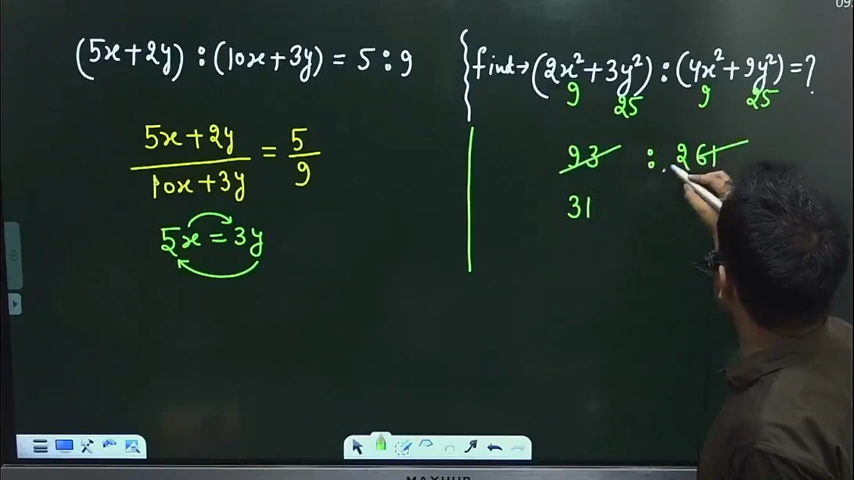 (5x+2y) : (10x+3y) = 5 : 9
find→(2x²+3y²) : (4x²+9y²) = ?
9 25 9 25
5x+2y / 10x+3y = 5/9
93 : 261
31
5x = 3y
MAXHUB